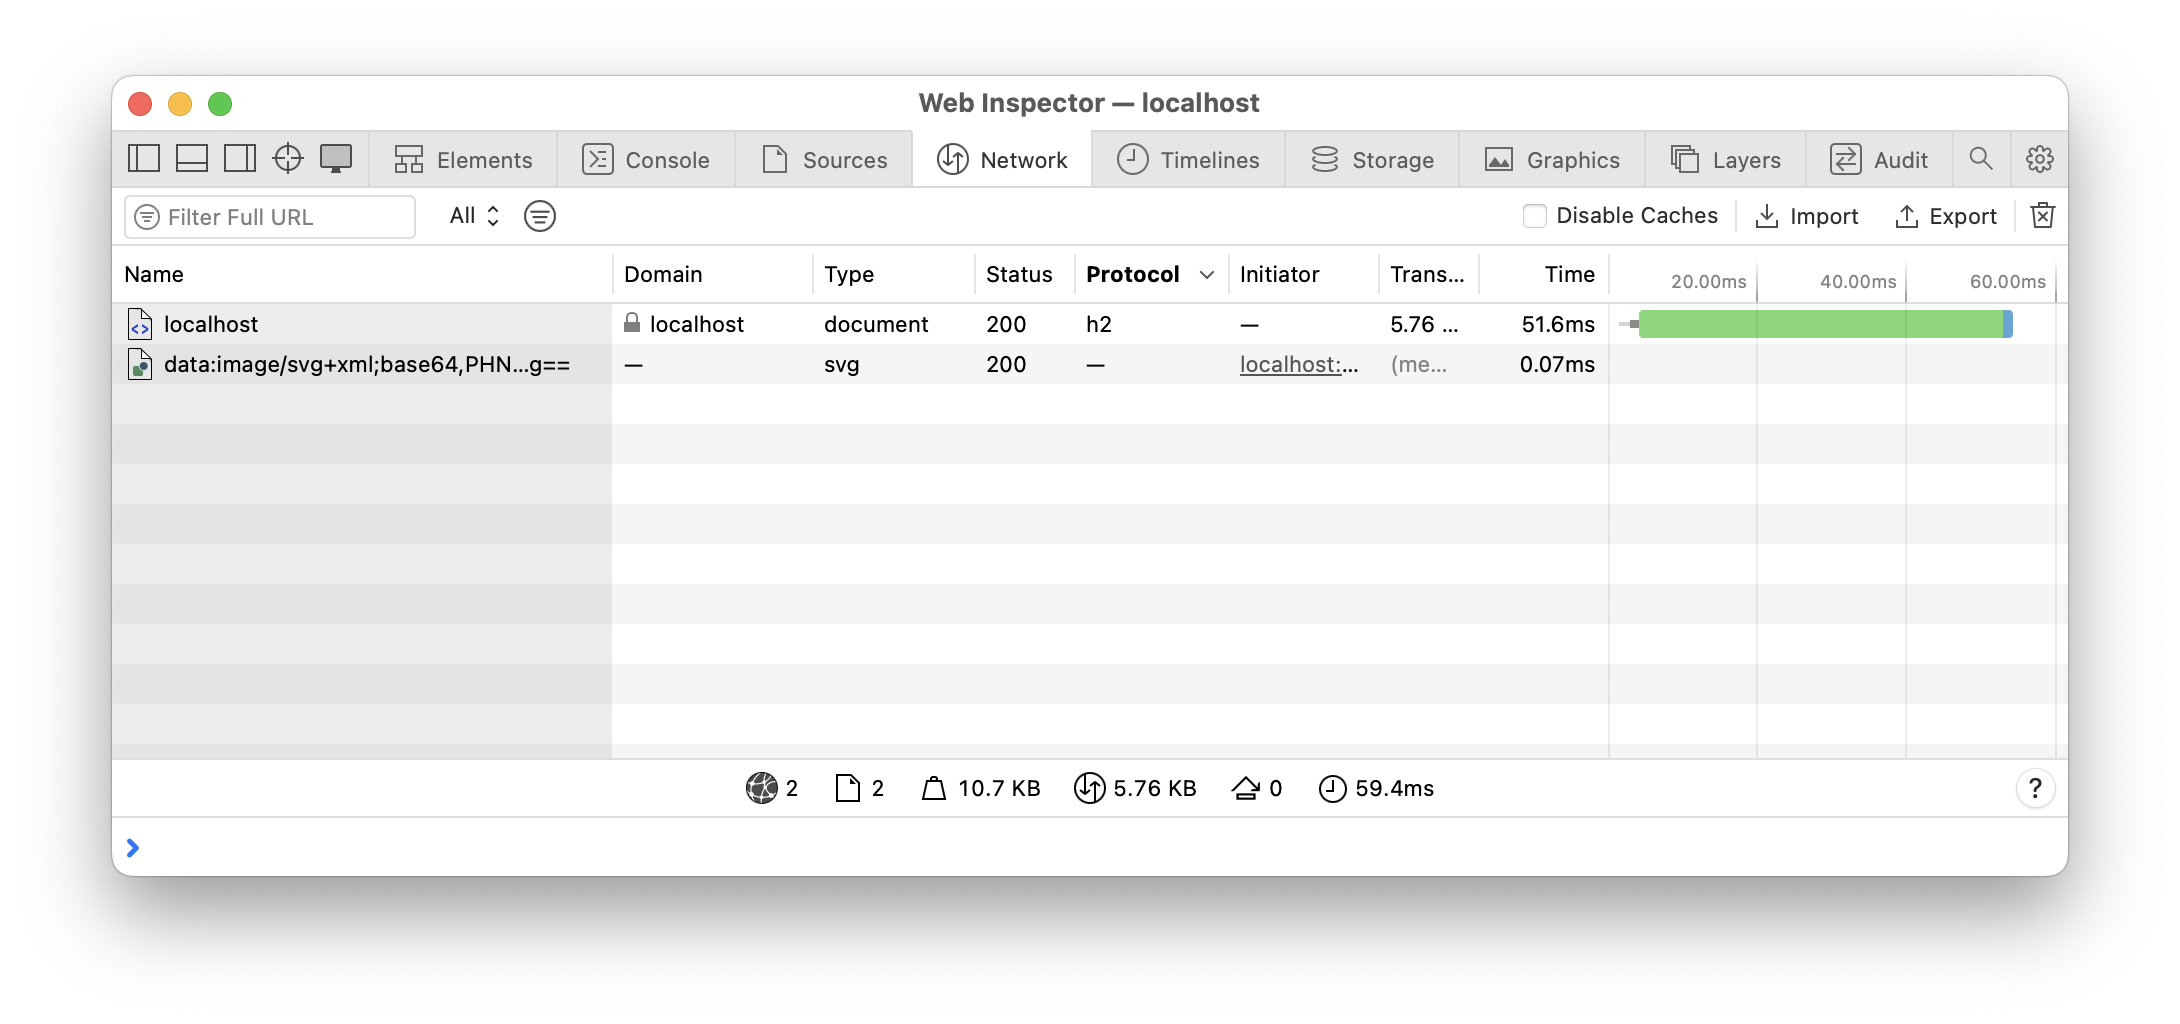 Web Inspector — localhost
Elements Console Sources Network Timelines Storage Graphics Layers Audit
Filter Full URL All Disable Caches Import Export
Name Domain Type Status Protocol Initiator Trans... Time 20.00ms 40.00ms 60.00ms
localhost localhost document 200 h2 — 5.76 ... 51.6ms
data:image/svg+xml;base64,PHN...g== — svg 200 — localhost:... (me... 0.07ms
2 2 10.7 KB 5.76 KB 0 59.4ms ?